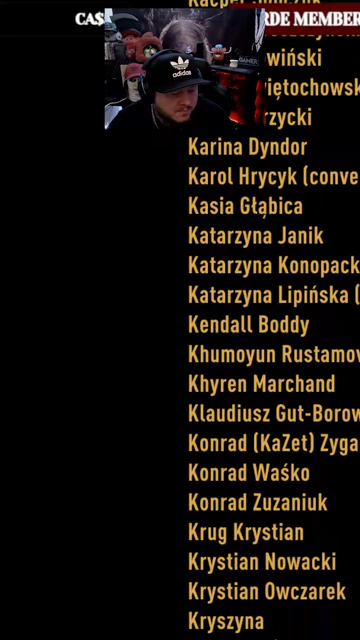 CA$
RDE MEMBER
wiński
iętochowsk
rzycki
Karina Dyndor
Karol Hrycyk (conve
Kasia Głąbica
Katarzyna Janik
Katarzyna Konopack
Katarzyna Lipińska (
Kendall Boddy
Khumoyun Rustamov
Khyren Marchand
Klaudiusz Gut-Borow
Konrad (KaZet) Zyga
Konrad Waśko
Konrad Zuzaniuk
Krug Krystian
Krystian Nowacki
Krystian Owczarek
Kryszyna
adidas